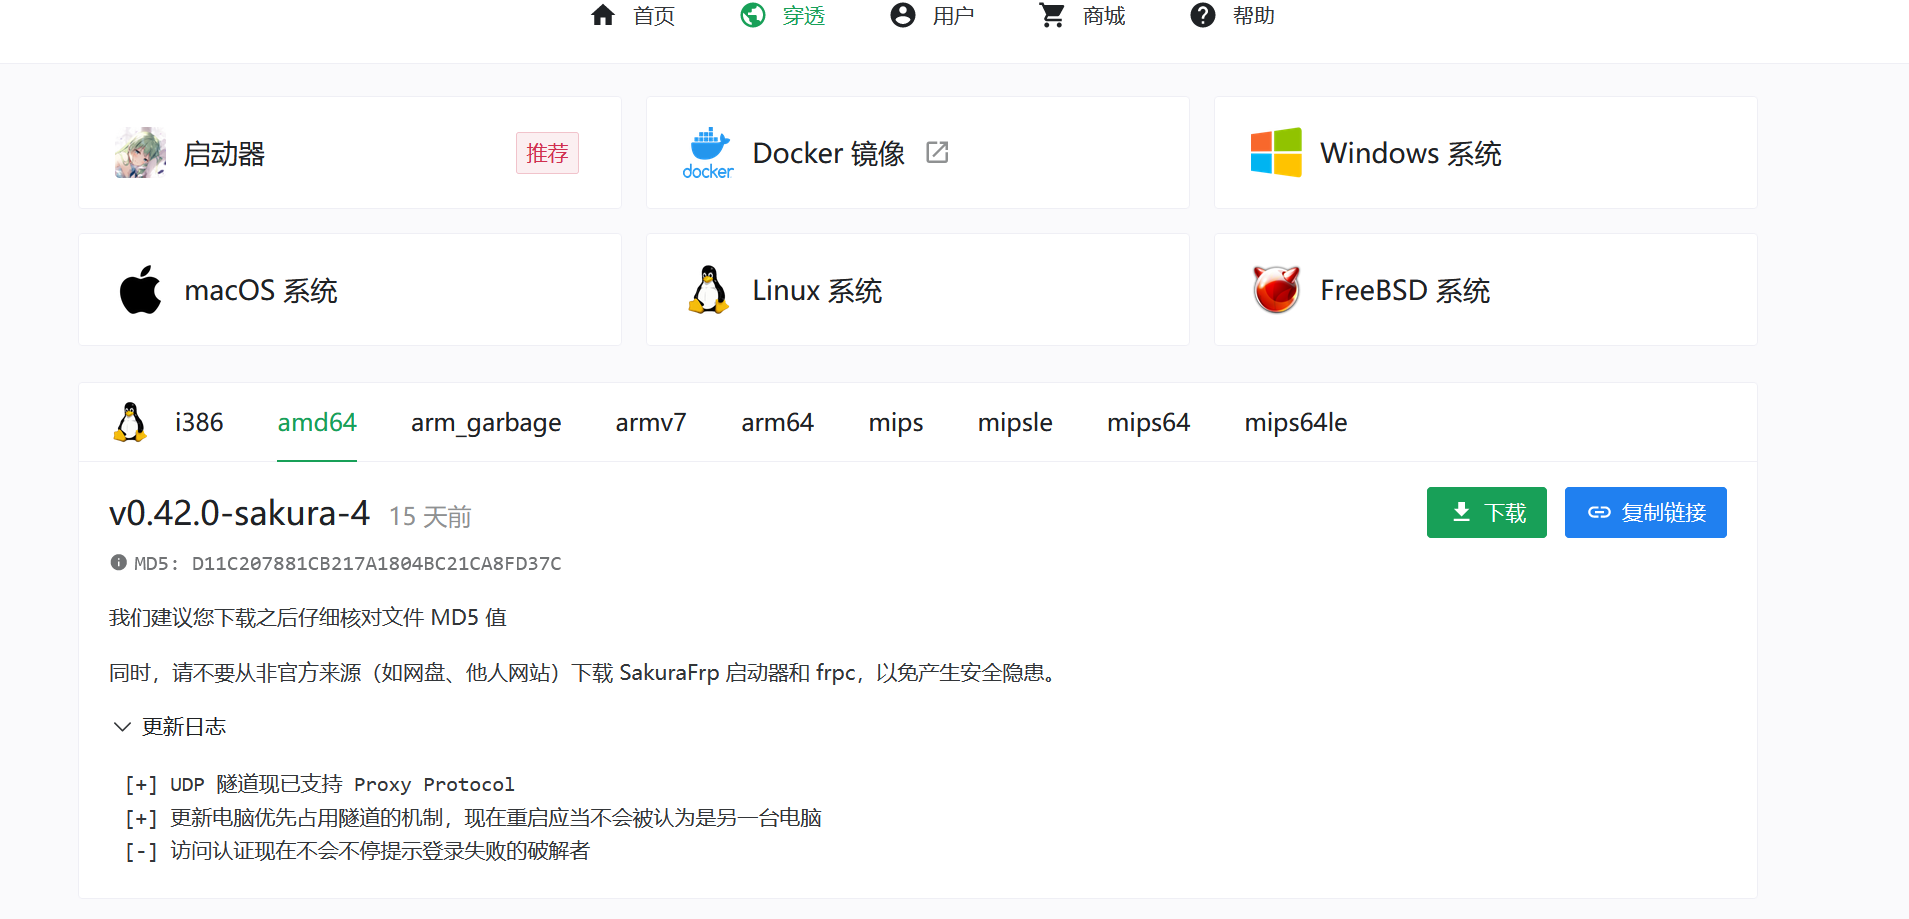 首页 穿透 用户 商城 帮助
启动器 推荐 docker Docker 镜像 Windows 系统
macOS 系统 Linux 系统 FreeBSD 系统
i386 amd64 arm_garbage armv7 arm64 mips mipsle mips64 mips64le
v0.42.0-sakura-4 15 天前 下载 复制链接
MD5: D11C207881CB217A1804BC21CA8FD37C
我们建议您下载之后仔细核对文件 MD5 值
同时，请不要从非官方来源（如网盘、他人网站）下载 SakuraFrp 启动器和 frpc，以免产生安全隐患。
更新日志
[+] UDP 隧道现已支持 Proxy Protocol
[+] 更新电脑优先占用隧道的机制，现在重启应当不会被认为是另一台电脑
[-] 访问认证现在不会不停提示登录失败的破解者